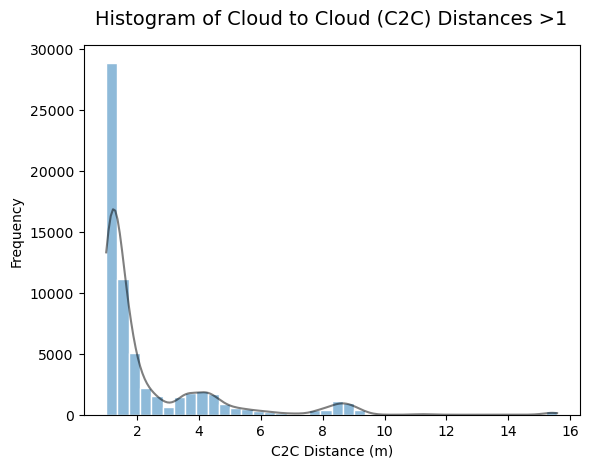 Histogram of Cloud to Cloud (C2C) Distances >1
30000
25000
20000
15000
10000
5000
0
Frequency
2 4 6 8 10 12 14 16
C2C Distance (m)